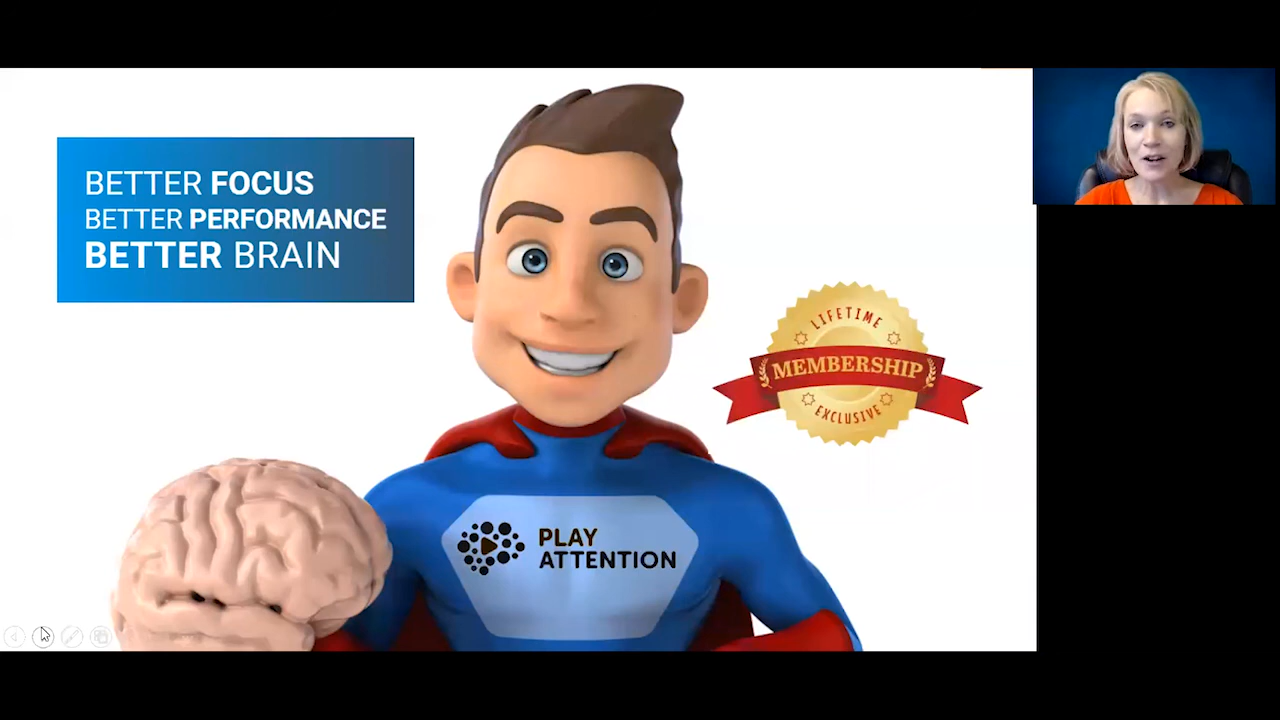 BETTER FOCUS
BETTER PERFORMANCE
BETTER BRAIN
LIFETIME
MEMBERSHIP
EXCLUSIVE
PLAY
ATTENTION